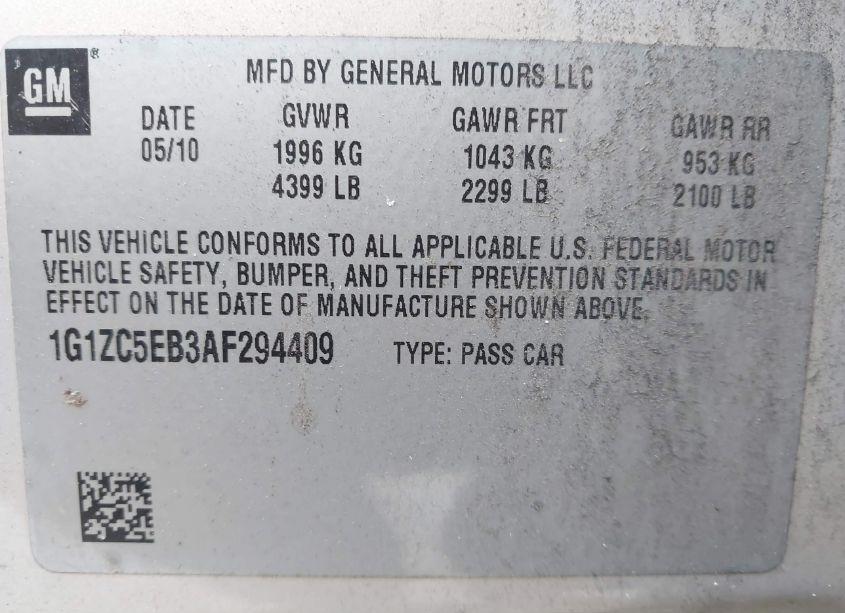 GM®
MFD BY GENERAL MOTORS LLC
DATE GVWR GAWR FRT GAWR RR
05/10 1996 KG 1043 KG 953 KG
4399 LB 2299 LB 2100 LB
THIS VEHICLE CONFORMS TO ALL APPLICABLE U.S. FEDERAL MOTOR
VEHICLE SAFETY, BUMPER, AND THEFT PREVENTION STANDARDS IN
EFFECT ON THE DATE OF MANUFACTURE SHOWN ABOVE.
1G1ZC5EB3AF294409 TYPE: PASS CAR